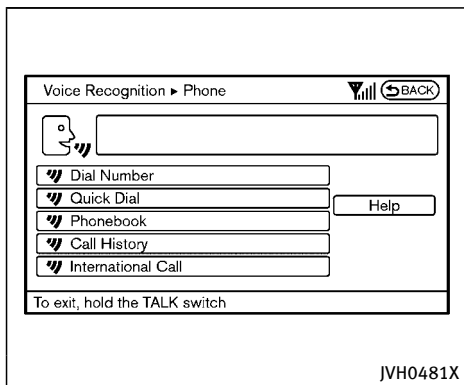 Voice Recognition ▸ Phone
BACK
Dial Number
Quick Dial
Phonebook
Call History
International Call
Help
To exit, hold the TALK switch
JVH0481X